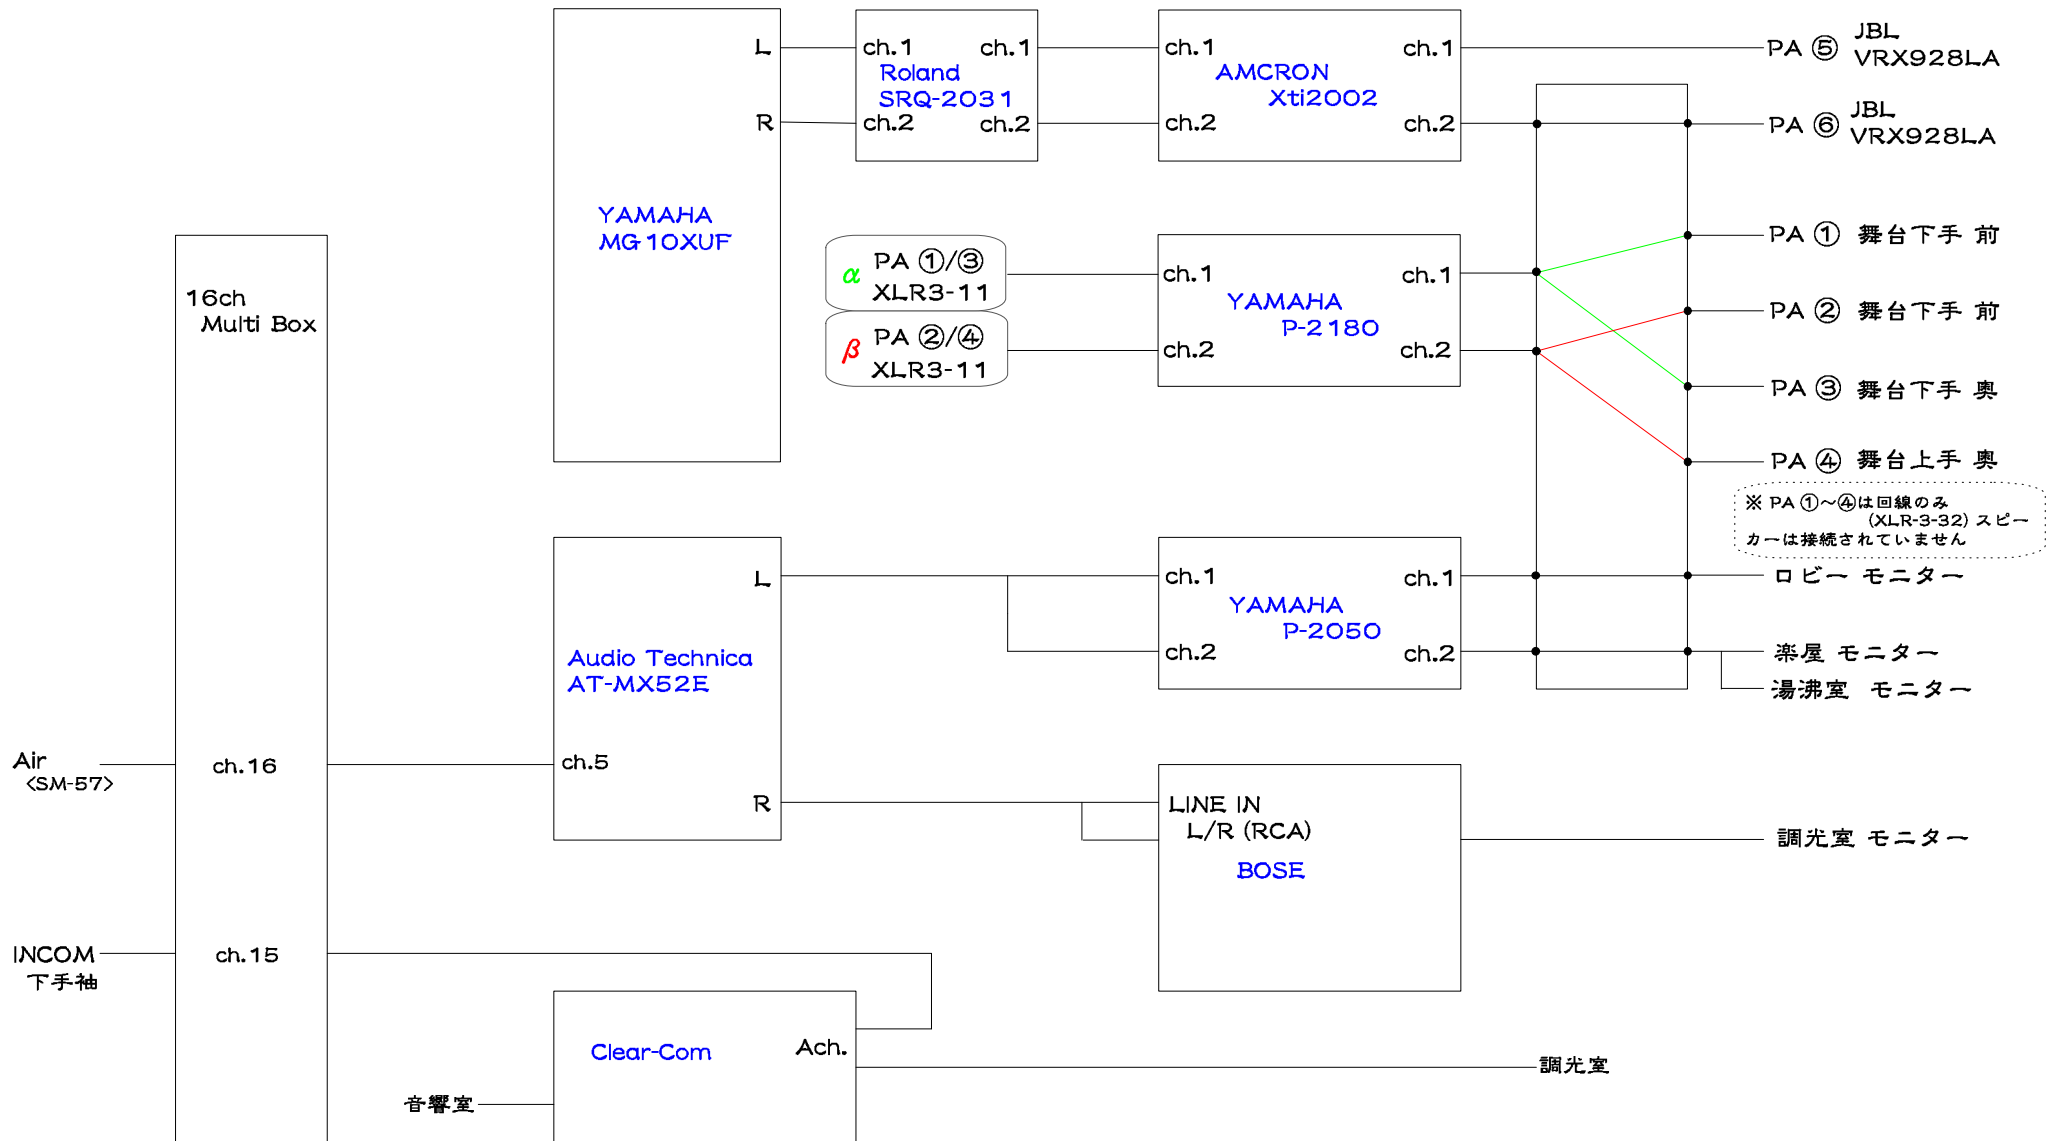 L
R
YAMAHA
MG10XUF
ch.1
ch.1
Roland
SRQ-2031
ch.2
ch.2
ch.1
ch.1
AMCRON
Xti2002
ch.2
ch.2
PA ⑤ JBL
VRX928LA
PA ⑥ JBL
VRX928LA
α PA ①/③
XLR3-11
β PA ②/④
XLR3-11
ch.1
ch.1
YAMAHA
P-2180
ch.2
ch.2
PA ① 舞台下手 前
PA ② 舞台下手 前
PA ③ 舞台下手 奥
PA ④ 舞台上手 奥
※ PA ①~④は回線のみ
(XLR-3-32) スピー
カーは接続されていません
16ch
Multi Box
L
Audio Technica
AT-MX52E
ch.5
R
ch.1
ch.1
YAMAHA
P-2050
ch.2
ch.2
ロビー モニター
楽屋 モニター
湯沸室 モニター
Air
<SM-57>
ch.16
LINE IN
L/R (RCA)
BOSE
調光室 モニター
INCOM
下手袖
ch.15
Clear-Com
Ach.
調光室
音響室